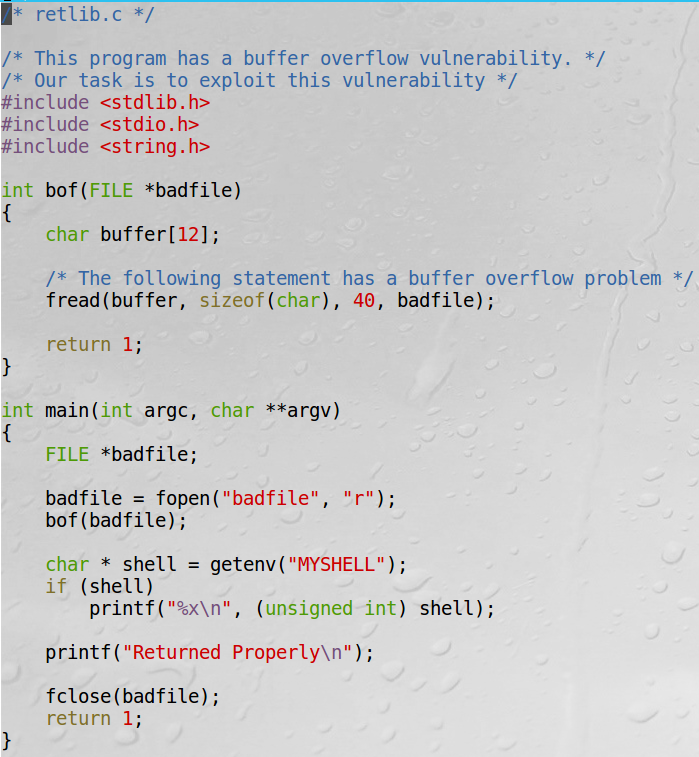 /* retlib.c */
/* This program has a buffer overflow vulnerability. */
/* Our task is to exploit this vulnerability */
#include <stdlib.h>
#include <stdio.h>
#include <string.h>
int bof(FILE *badfile)
{
    char buffer[12];
    /* The following statement has a buffer overflow problem */
    fread(buffer, sizeof(char), 40, badfile);
    return 1;
}
int main(int argc, char **argv)
{
    FILE *badfile;
    badfile = fopen("badfile", "r");
    bof(badfile);
    char * shell = getenv("MYSHELL");
    if (shell)
        printf("%x\n", (unsigned int) shell);
    printf("Returned Properly\n");
    fclose(badfile);
    return 1;
}